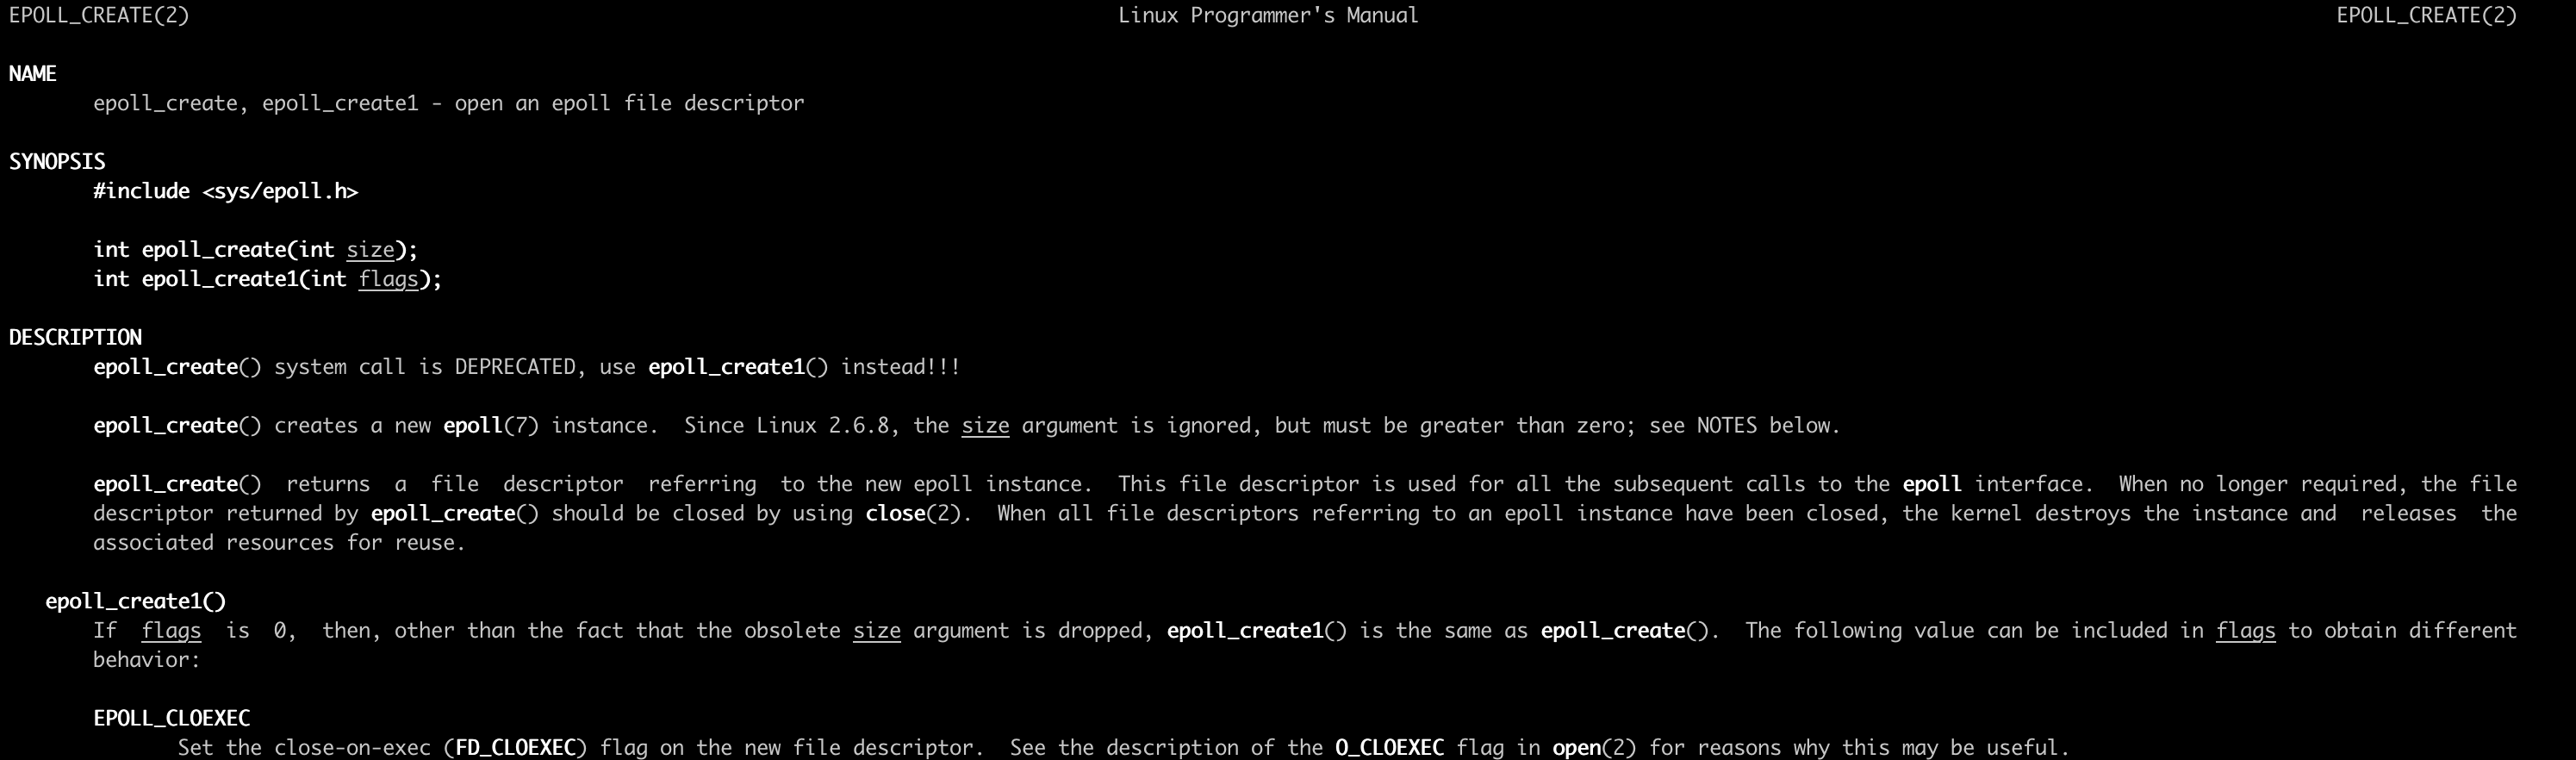 EPOLL_CREATE(2) Linux Programmer's Manual EPOLL_CREATE(2)
NAME
epoll_create, epoll_create1 - open an epoll file descriptor
SYNOPSIS
#include <sys/epoll.h>
int epoll_create(int size);
int epoll_create1(int flags);
DESCRIPTION
epoll_create() system call is DEPRECATED, use epoll_create1() instead!!!
epoll_create() creates a new epoll(7) instance.  Since Linux 2.6.8, the size argument is ignored, but must be greater than zero; see NOTES below.
epoll_create()  returns  a  file  descriptor  referring  to the new epoll instance.  This file descriptor is used for all the subsequent calls to the epoll interface.  When no longer required, the file
descriptor returned by epoll_create() should be closed by using close(2).  When all file descriptors referring to an epoll instance have been closed, the kernel destroys the instance and  releases  the
associated resources for reuse.
epoll_create1()
If  flags  is  0,  then, other than the fact that the obsolete size argument is dropped, epoll_create1() is the same as epoll_create().  The following value can be included in flags to obtain different
behavior:
EPOLL_CLOEXEC
Set the close-on-exec (FD_CLOEXEC) flag on the new file descriptor.  See the description of the O_CLOEXEC flag in open(2) for reasons why this may be useful.